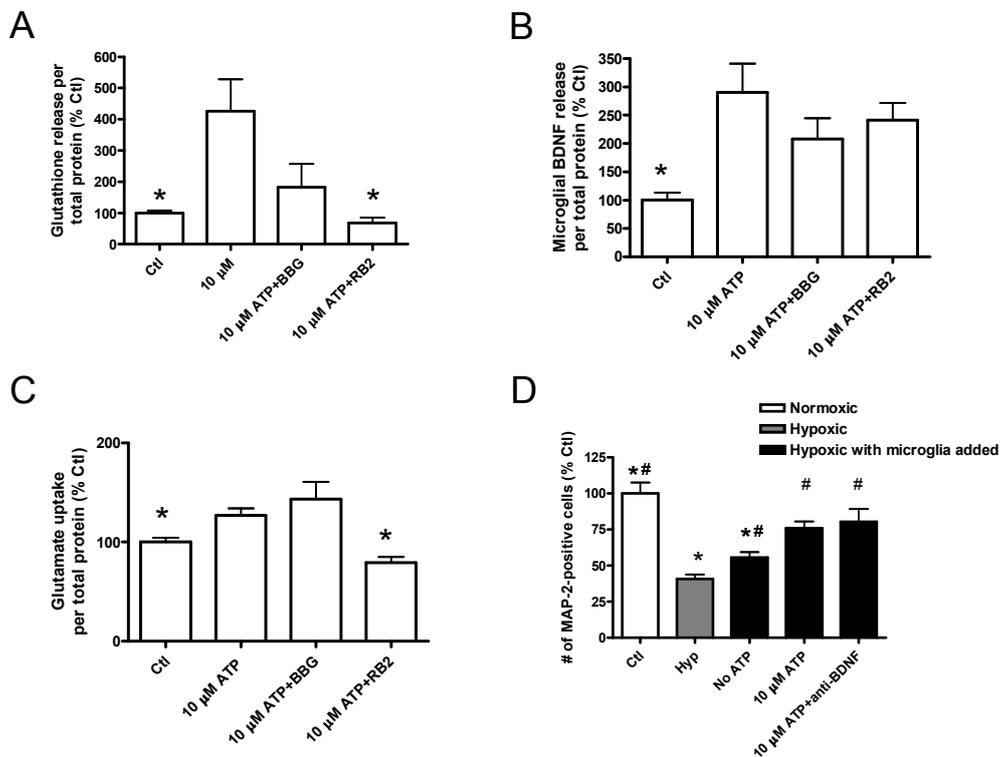 A
Glutathione release per
total protein (% Ctl)
600
500
400
300
200
100
0
*
*
Ctl
10 µM
10 µM ATP+BBG
10 µM ATP+RB2
B
Microglial BDNF release
per total protein (% Ctl)
350
300
250
200
150
100
50
0
*
Ctl
10 µM ATP
10 µM ATP+BBG
10 µM ATP+RB2
C
Glutamate uptake
per total protein (% Ctl)
200
100
0
*
*
Ctl
10 µM ATP
10 µM ATP+BBG
10 µM ATP+RB2
D
Normoxic
Hypoxic
Hypoxic with microglia added
# of MAP-2-positive cells (% Ctl)
125
100
75
50
25
0
*#
*
*#
#
#
Ctl
Hyp
No ATP
10 µM ATP
10 µM ATP+anti-BDNF